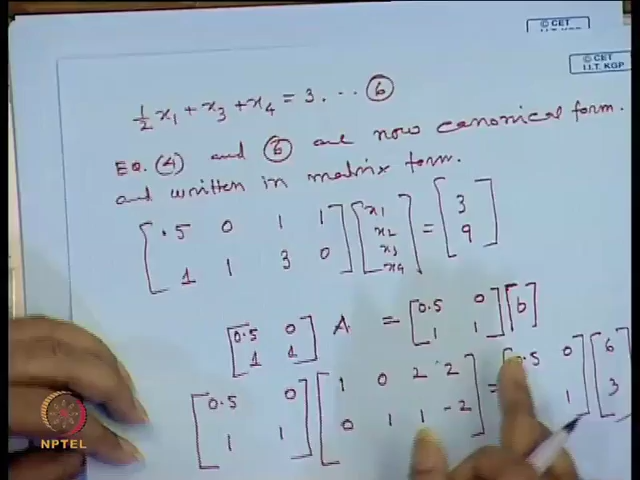 © CET
I.I.T. KGP
© CET
I.I.T. KGP
1/2 x₁ + x₃ + x₄ = 3 . ... ⑥
EQ. (4) and ⑥ are now canonical form.
and written in matrix form.
[.5 0 1 1; 1 1 3 0] [x1; x2; x3; x4] = [3; 9]
[0.5 0; 1 1] A = [0.5 0; 1 1] [b]
[0.5 0; 1 1] [1 0 2 2; 0 1 1 -2] = [0.5 0; 1] [6; 3]
NPTEL